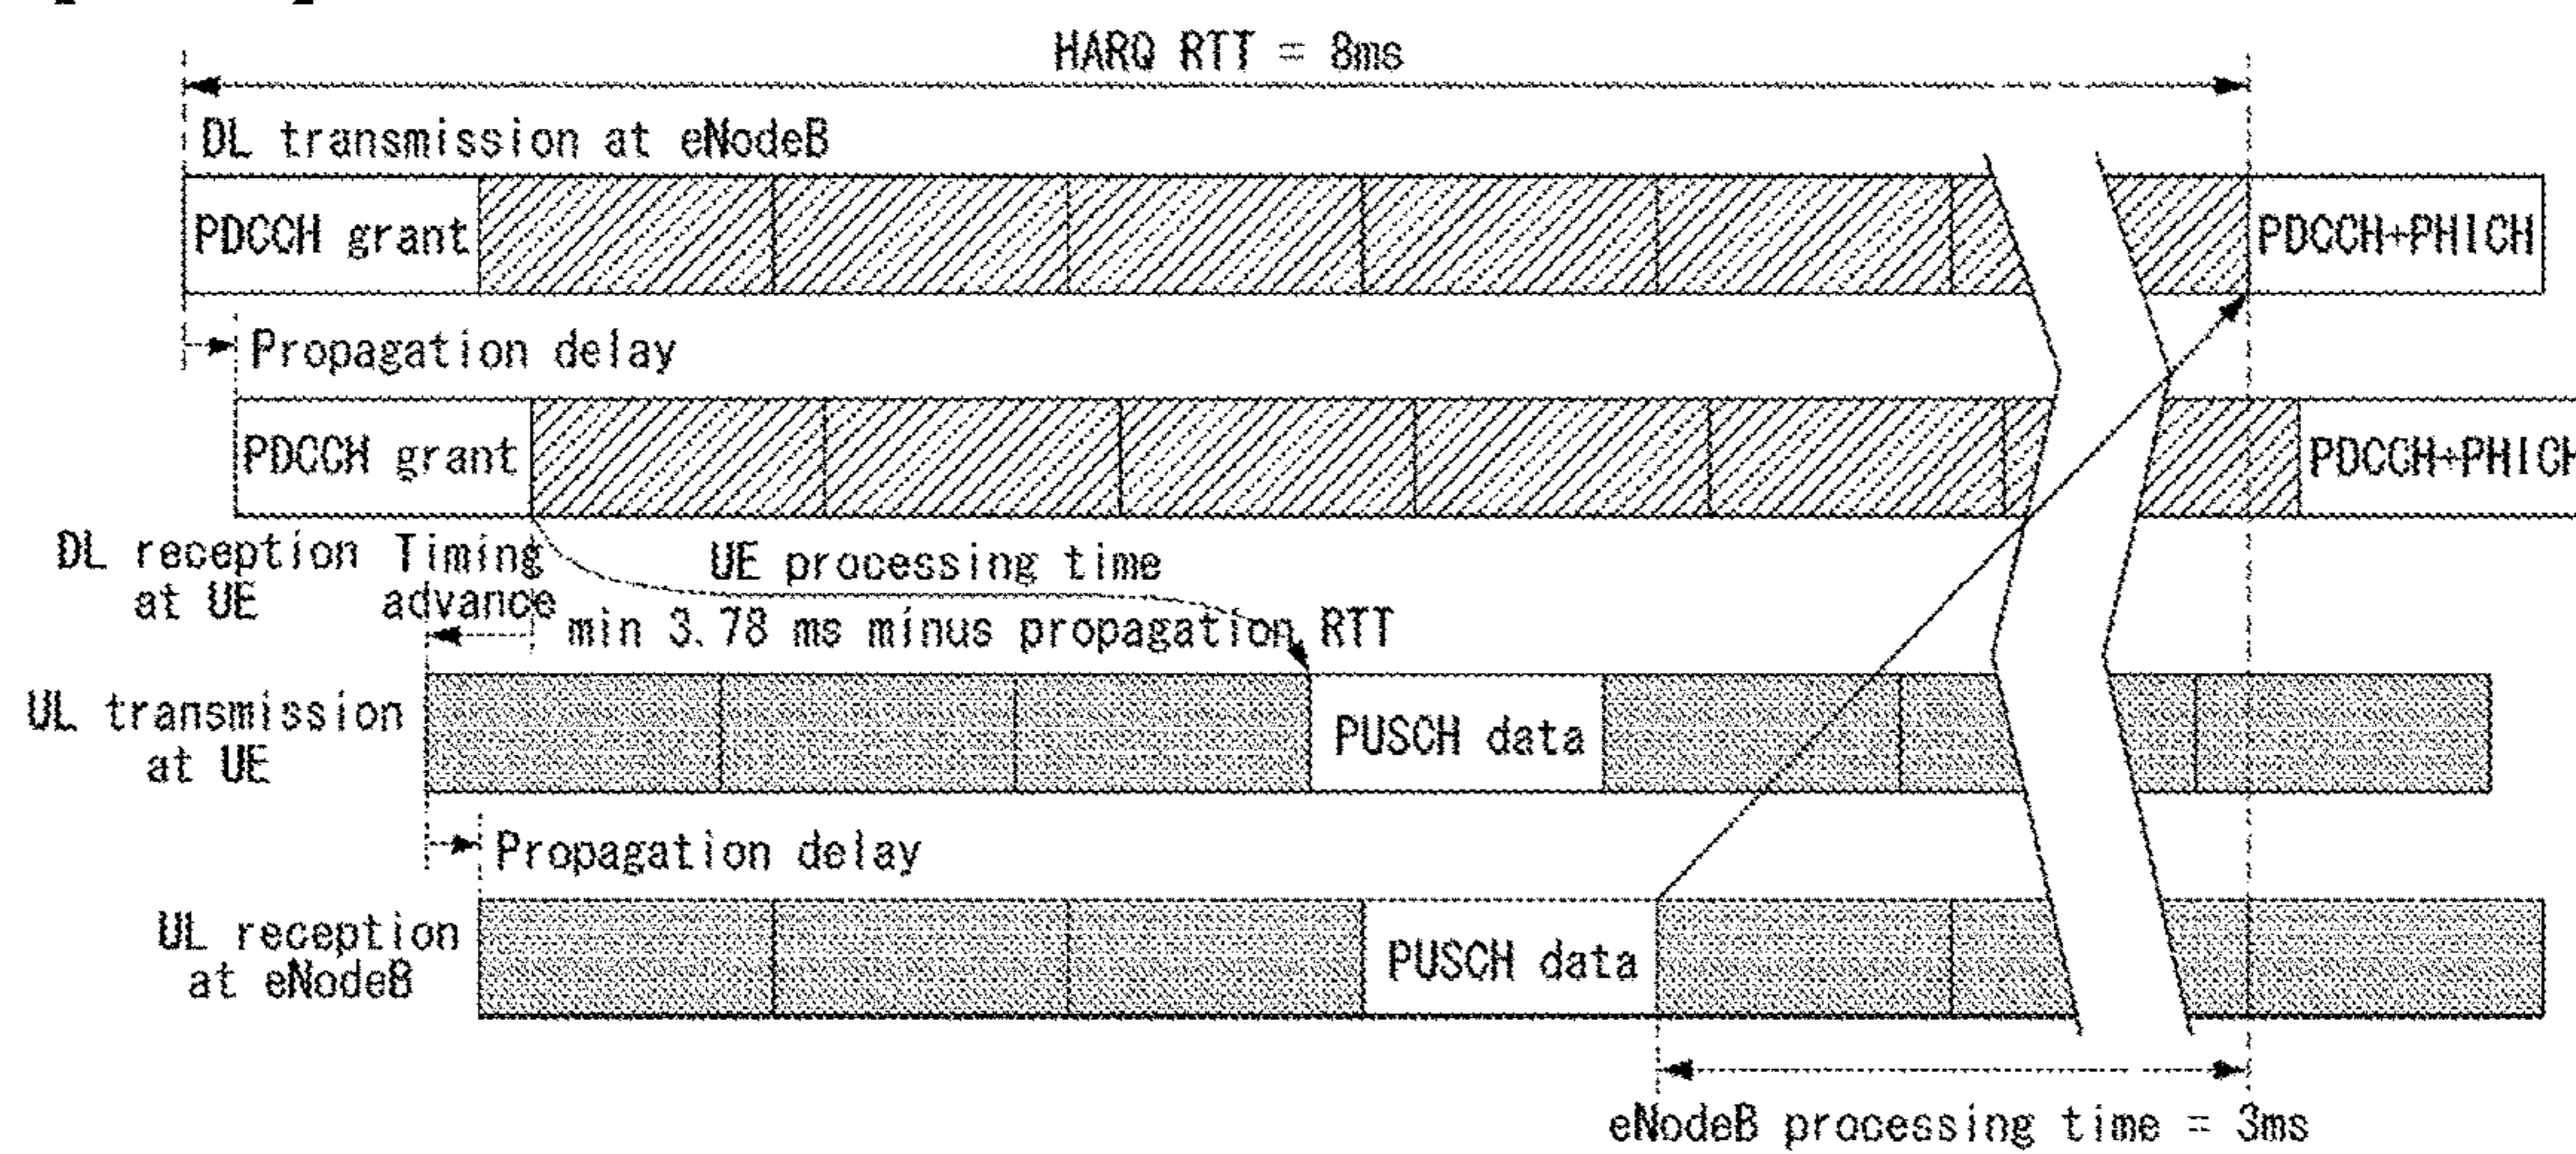 HARQ RTT = 8ms
DL transmission at eNodeB
PDCCH grant
PDCCH+PHICH
Propagation delay
PDCCH grant
PDCCH+PHICH
DL reception
at UE
Timing
advance
UE processing time
min 3.78 ms minus propagation RTT
UL transmission
at UE
PUSCH data
Propagation delay
UL reception
at eNodeB
PUSCH data
eNodeB processing time = 3ms